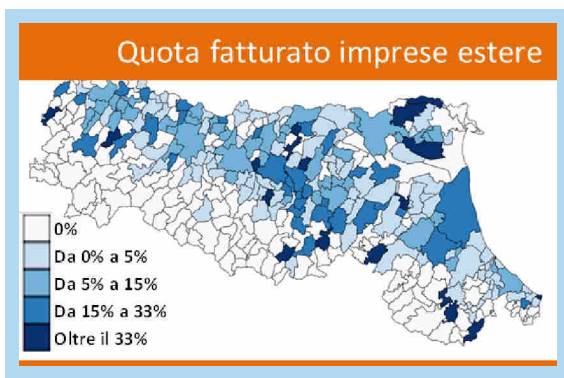 Quota fatturato imprese estere
0%
Da 0% a 5%
Da 5% a 15%
Da 15% a 33%
Oltre il 33%